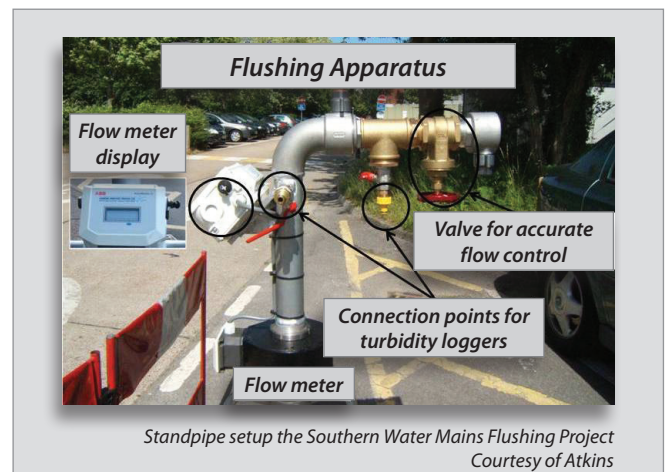 Flushing Apparatus
Flow meter
display
Valve for accurate
flow control
Connection points for
turbidity loggers
Flow meter
Standpipe setup the Southern Water Mains Flushing Project
Courtesy of Atkins